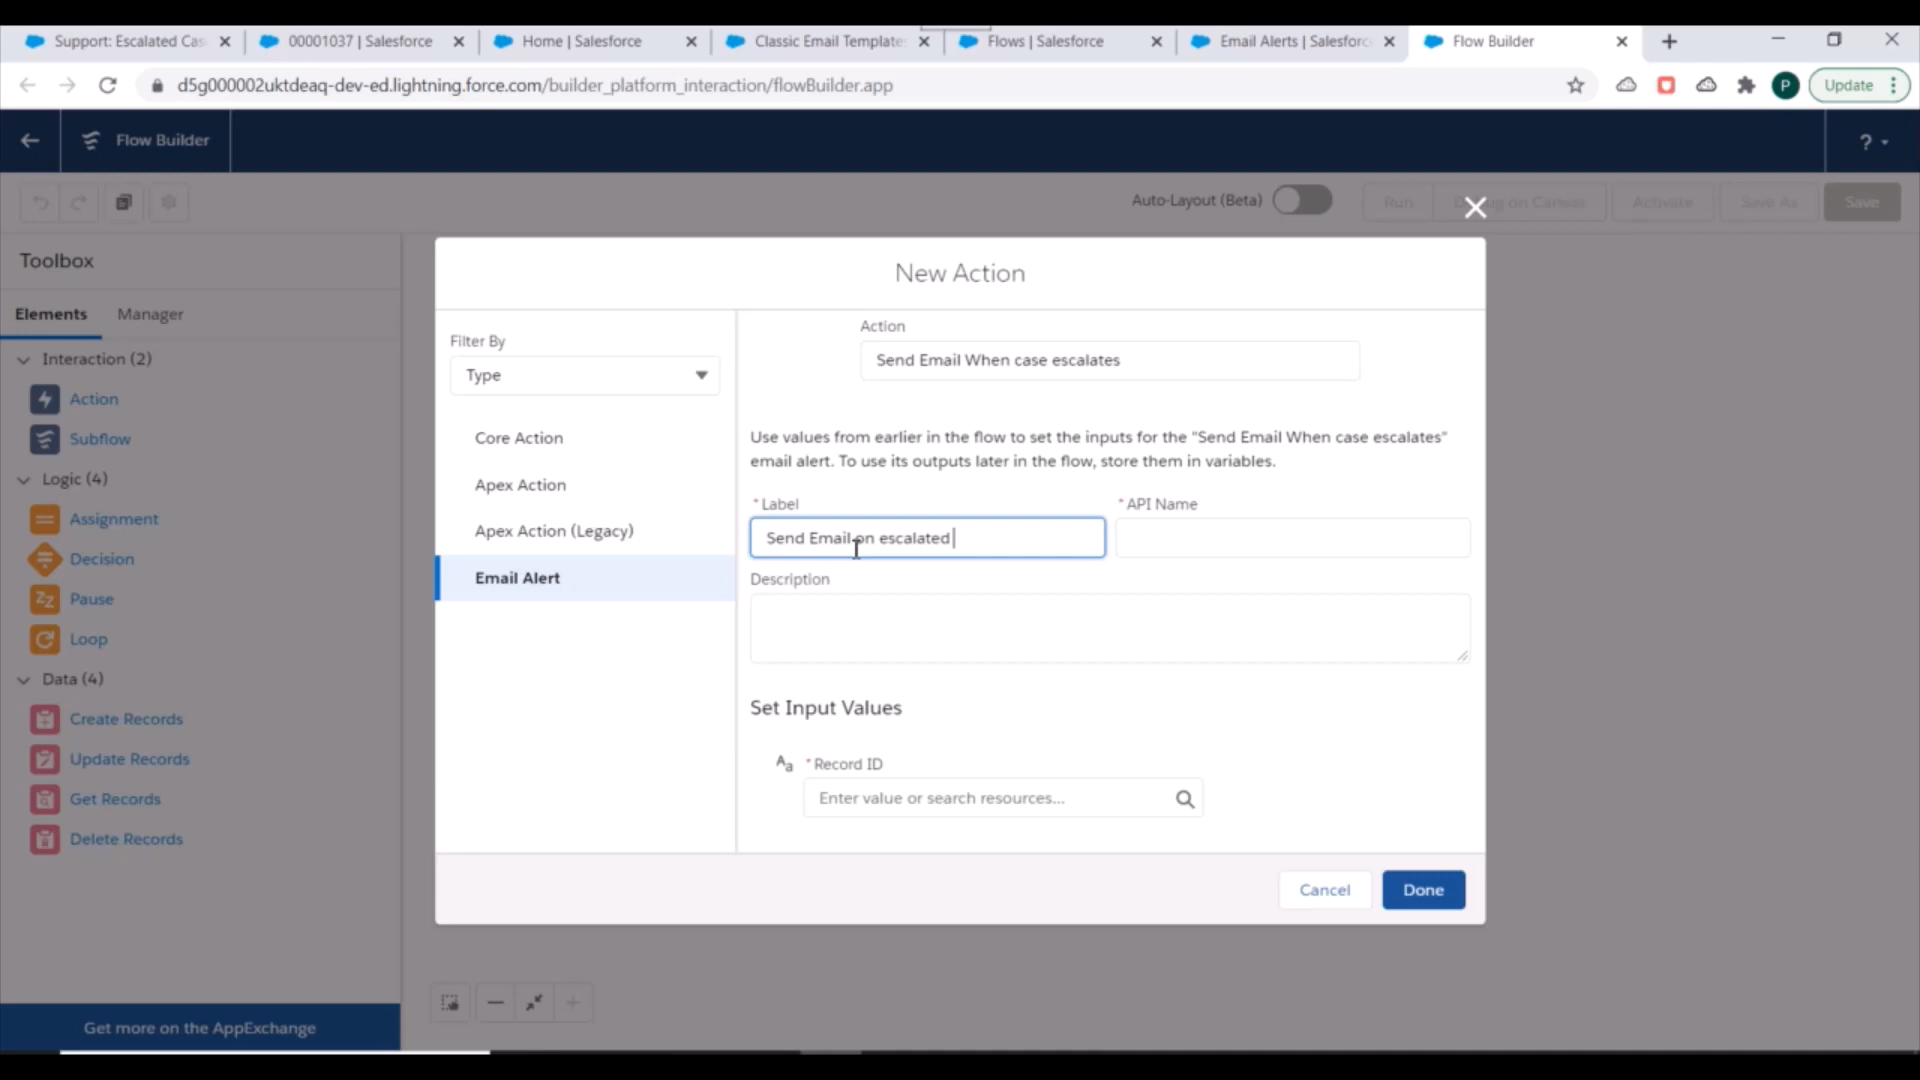 Support: Escalated Cas
00001037 | Salesforce
Home | Salesforce
Classic Email Template
Flows | Salesforce
Email Alerts | Salesforc
Flow Builder
d5g000002uktdeaq-dev-ed.lightning.force.com/builder_platform_interaction/flowBuilder.app
P
Update
Flow Builder
?
Auto-Layout (Beta)
Run
Debug on Canvas
Activate
Save As
Save
Toolbox
Elements
Manager
Interaction (2)
Action
Subflow
Logic (4)
Assignment
Decision
Pause
Loop
Data (4)
Create Records
Update Records
Get Records
Delete Records
Get more on the AppExchange
New Action
Filter By
Type
Core Action
Apex Action
Apex Action (Legacy)
Email Alert
Action
Send Email When case escalates
Use values from earlier in the flow to set the inputs for the "Send Email When case escalates"
email alert. To use its outputs later in the flow, store them in variables.
* Label
* API Name
Send Email on escalated
Description
Set Input Values
Aa * Record ID
Enter value or search resources...
Cancel
Done